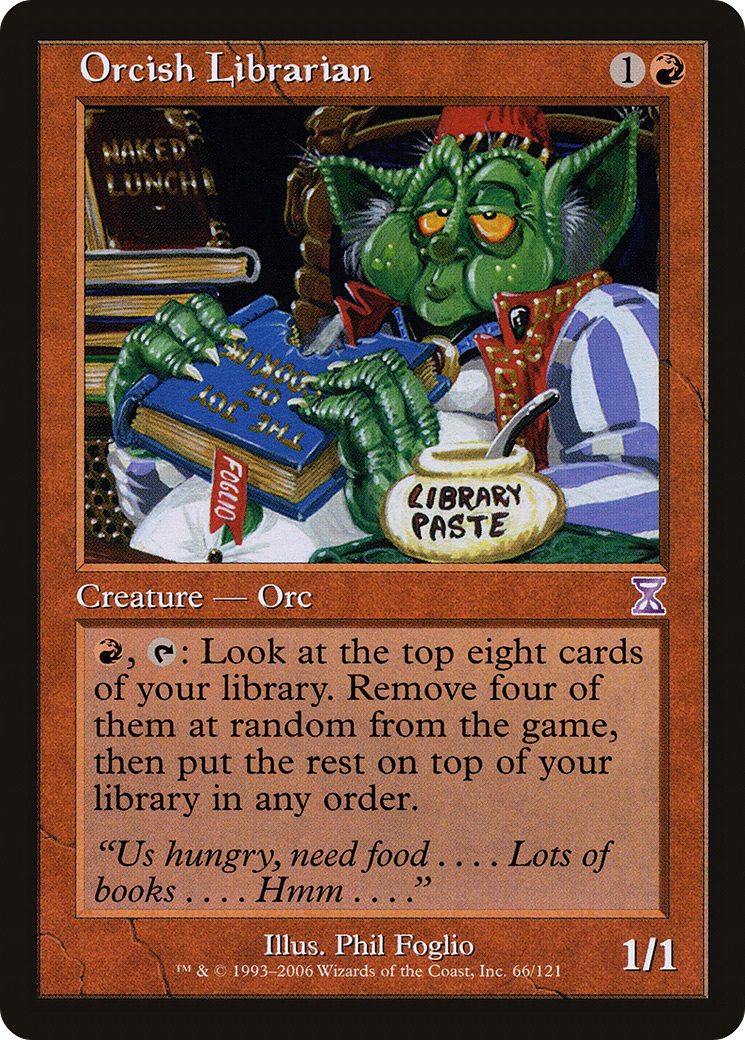 Orcish Librarian
1
NAKED
LUNCH!
THE JOY
OF
COOKING
FOGLIO
LIBRARY
PASTE
Creature — Orc
: Look at the top eight cards
of your library. Remove four of
them at random from the game,
then put the rest on top of your
library in any order.
“Us hungry, need food . . . . Lots of
books . . . . Hmm . . . .”
Illus. Phil Foglio
™ & © 1993–2006 Wizards of the Coast, Inc. 66/121
1/1